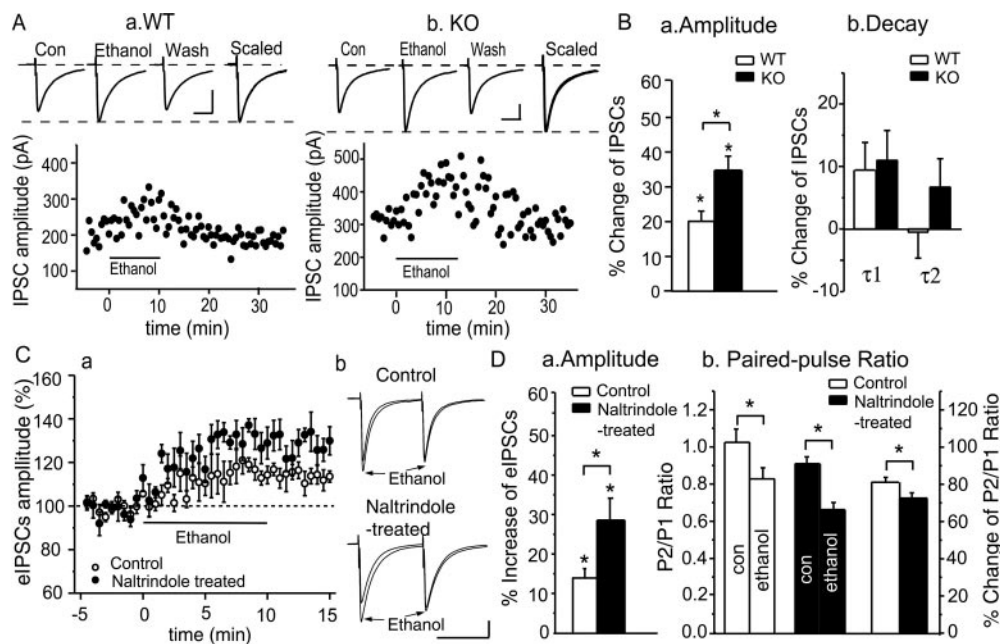 A
a.WT
Con Ethanol Wash Scaled
IPSC amplitude (pA)
400
300
200
100
Ethanol
0 10 20 30
time (min)
b. KO
Con Ethanol Wash Scaled
IPSC amplitude (pA)
500
400
300
200
100
Ethanol
0 10 20 30
time (min)
B
a.Amplitude
WT
KO
% Change of IPSCs
60
50
40
30
20
10
0
*
* *
b.Decay
WT
KO
% Change of IPSCs
20
10
0
-10
τ1 τ2
C
a
eIPSCs amplitude (%)
160
140
120
100
80
60
Ethanol
Control
Naltrindole treated
-5 0 5 10 15
time (min)
b
Control
Ethanol
Naltrindole
-treated
Ethanol
D
a.Amplitude
Control
Naltrindole
-treated
% Increase of eIPSCs
60
50
40
30
20
10
0
*
* *
b. Paired-pulse Ratio
Control
Naltrindole
-treated
P2/P1 Ratio
1.2
1.0
0.8
0.6
0.4
0.2
0.0
* * *
con ethanol con ethanol
120
100
80
60
40
20
0
% Change of P2/P1 Ratio